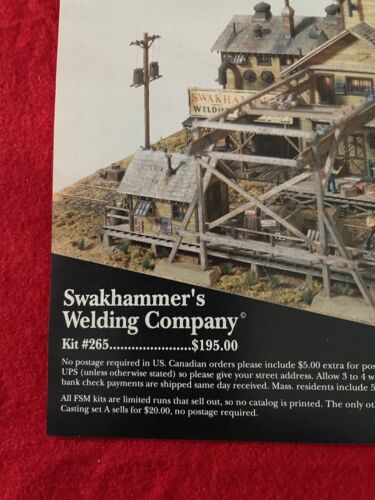 SWAKHAM
WELDING
Swakhammer's
Welding Company©
Kit #265.......................$195.00
No postage required in US. Canadian orders please include $5.00 extra for pos
UPS (unless otherwise stated) so please give your street address. Allow 3 to 4 w
bank check payments are shipped same day received. Mass. residents include 5
All FSM kits are limited runs that sell out, so no catalog is printed. The only ot
Casting set A sells for $20.00, no postage required.